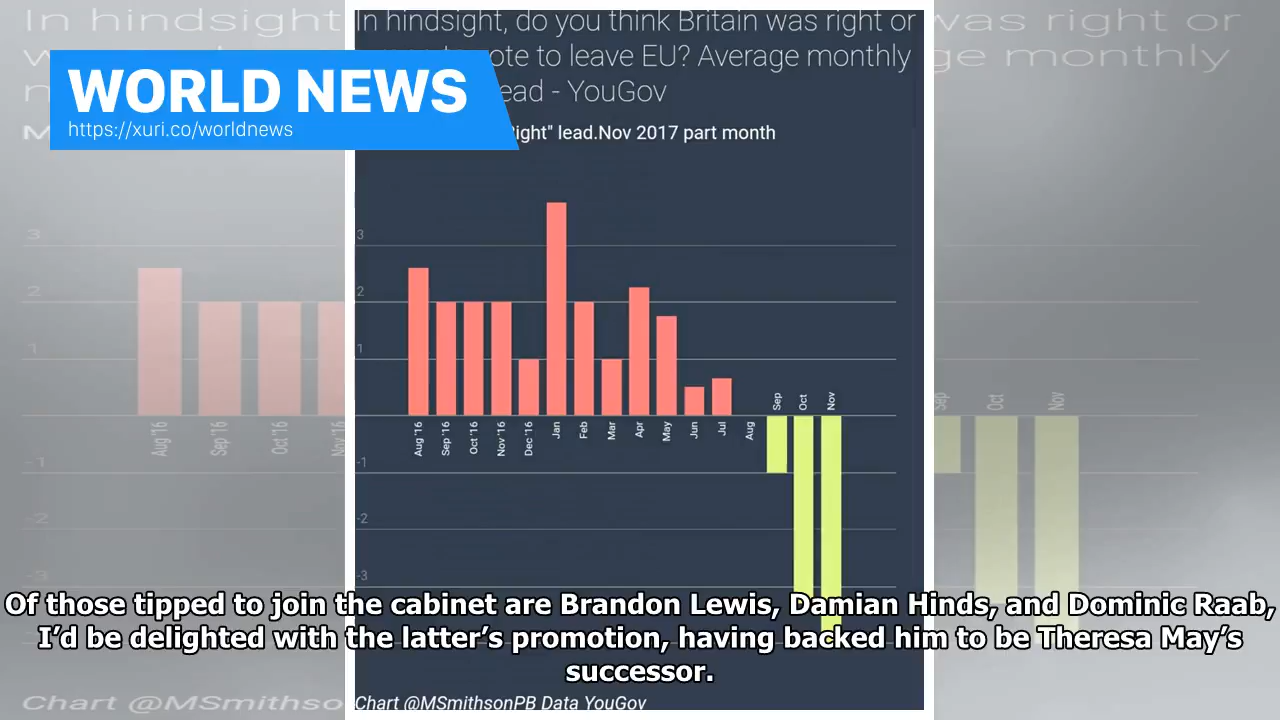 In hindsight, do you think Britain was right or
vote to leave EU? Average monthly
lead - YouGov
WORLD NEWS
https://xuri.co/worldnews
Right" lead.Nov 2017 part month
3
2
1
-1
-2
-3
Aug '16
Sep '16
Oct '16
Nov '16
Dec '16
Jan
Feb
Mar
Apr
May
Jun
Jul
Aug
Sep
Oct
Nov
Of those tipped to join the cabinet are Brandon Lewis, Damian Hinds, and Dominic Raab,
I’d be delighted with the latter’s promotion, having backed him to be Theresa May’s
successor.
Chart @MSmithsonPB Data YouGov